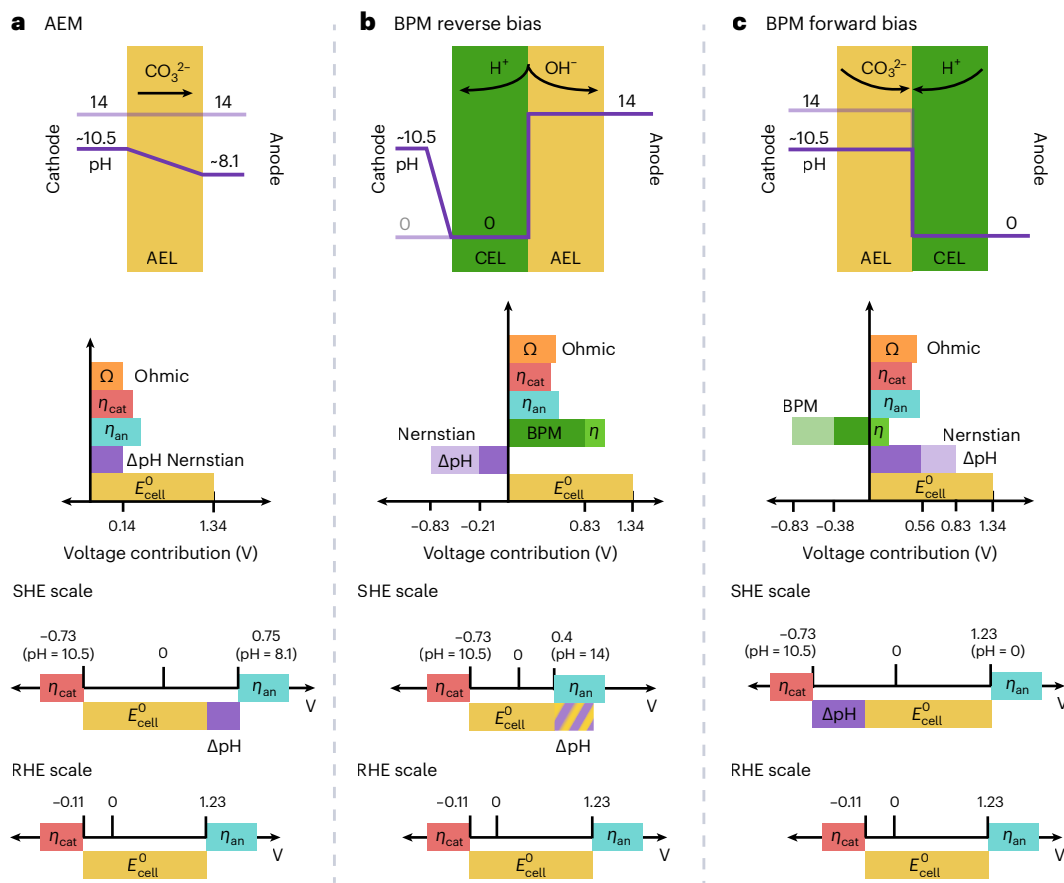 a AEM
CO₃²⁻
14 14
~10.5
pH
~8.1
Cathode
Anode
AEL
Ω Ohmic
ηcat
ηan
ΔpH Nernstian
E⁰cell
0.14 1.34
Voltage contribution (V)
SHE scale
−0.73
(pH = 10.5)
0
0.75
(pH = 8.1)
ηcat
ηan
V
E⁰cell
ΔpH
RHE scale
−0.11 0 1.23
ηcat
ηan
V
E⁰cell
b BPM reverse bias
H⁺ OH⁻
14
~10.5
pH
0 0
Cathode
Anode
CEL AEL
Ω Ohmic
ηcat
ηan
BPM η
Nernstian
ΔpH
E⁰cell
−0.83 −0.21 0.83 1.34
Voltage contribution (V)
SHE scale
−0.73
(pH = 10.5)
0
0.4
(pH = 14)
ηcat
ηan
V
E⁰cell
ΔpH
RHE scale
−0.11 0 1.23
ηcat
ηan
V
E⁰cell
c BPM forward bias
CO₃²⁻ H⁺
14
~10.5
pH
0
Cathode
Anode
AEL CEL
Ω Ohmic
ηcat
ηan
BPM
η
Nernstian
ΔpH
E⁰cell
−0.83 −0.38 0.56 0.83 1.34
Voltage contribution (V)
SHE scale
−0.73
(pH = 10.5)
0
1.23
(pH = 0)
ηcat
ηan
V
ΔpH
E⁰cell
RHE scale
−0.11 0 1.23
ηcat
ηan
V
E⁰cell